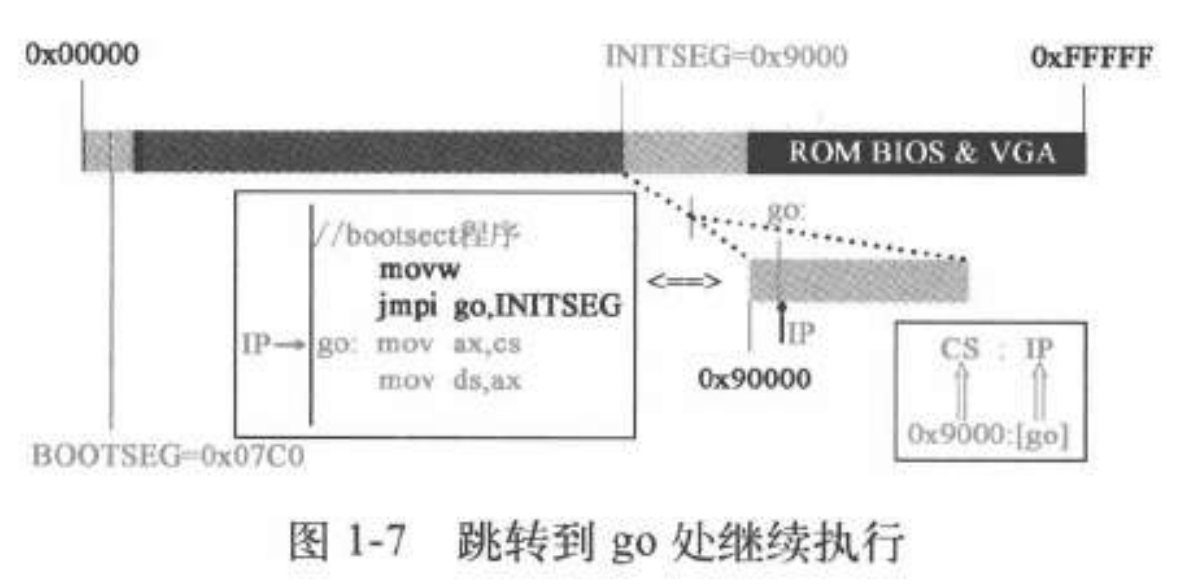 0x00000
INITSEG=0x9000
0xFFFFF
ROM BIOS & VGA
//bootsect程序
movw
jmpi go,INITSEG
IP→ go: mov ax,cs
mov ds,ax
<==>
go:
IP
0x90000
CS : IP
0x9000:[go]
BOOTSEG=0x07C0
图 1-7 跳转到 go 处继续执行